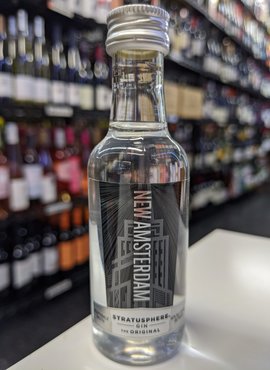 NEW AMSTERDAM
STRATUSPHERE
GIN
THE ORIGINAL